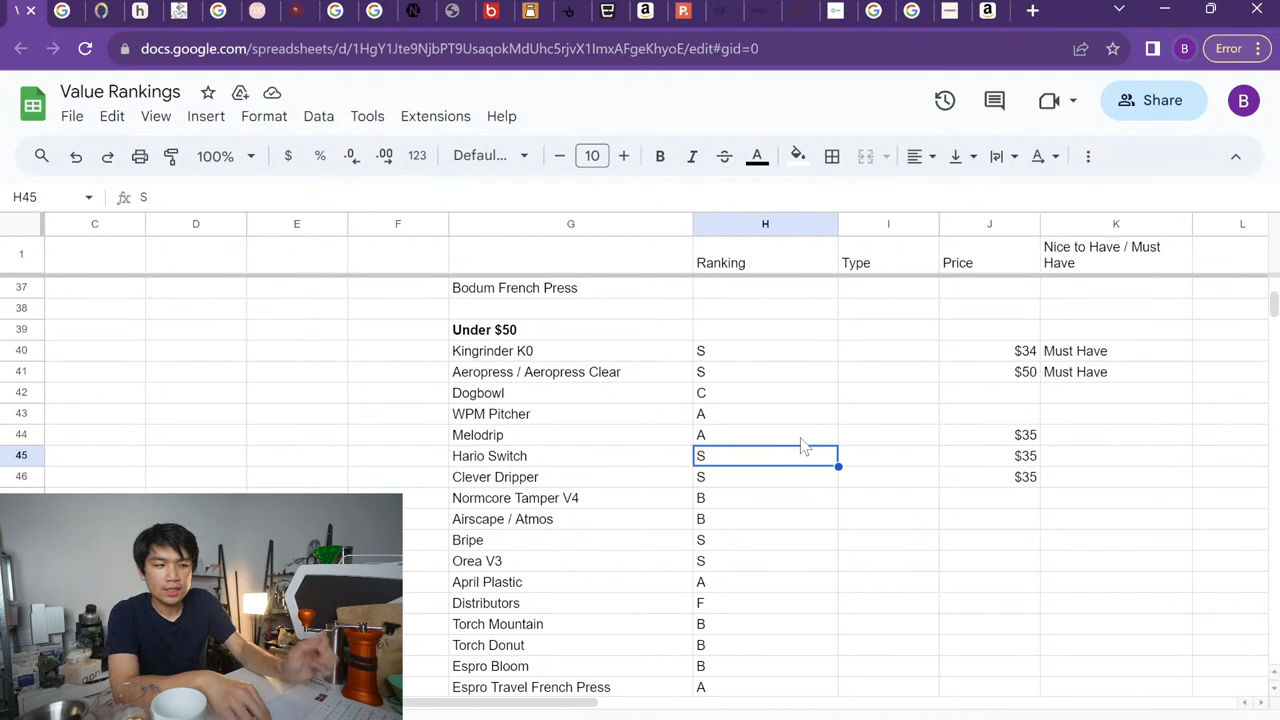 docs.google.com/spreadsheets/d/1HgY1Jte9NjbPT9UsaqokMdUhc5rjvX1ImxAFgeKhyoE/edit#gid=0
B
Error
Value Rankings
File Edit View Insert Format Data Tools Extensions Help
Share
B
100% $ % .0 .00 123 Defaul... 10 B I A
H45 fx S
C D E F G H I J K L
1 Ranking Type Price Nice to Have / Must Have
37 Bodum French Press
38
39 Under $50
40 Kingrinder K0 S $34 Must Have
41 Aeropress / Aeropress Clear S $50 Must Have
42 Dogbowl C
43 WPM Pitcher A
44 Melodrip A $35
45 Hario Switch S $35
46 Clever Dripper S $35
Normcore Tamper V4 B
Airscape / Atmos B
Bripe S
Orea V3 S
April Plastic A
Distributors F
Torch Mountain B
Torch Donut B
Espro Bloom B
Espro Travel French Press A